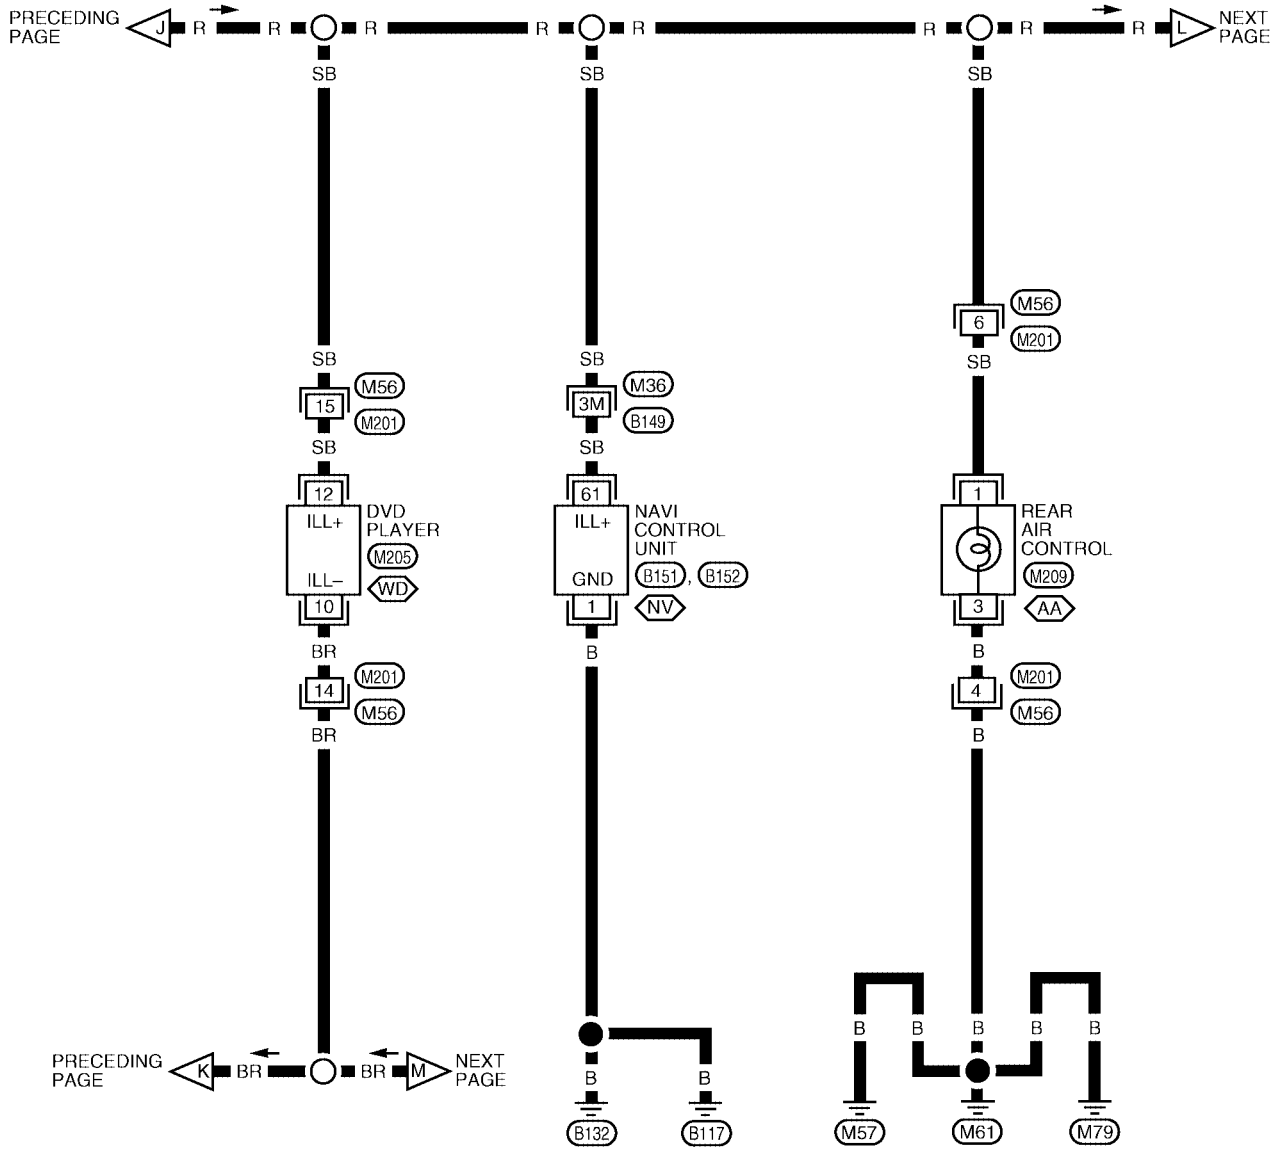 PRECEDING PAGE J R R R R R R R R L NEXT PAGE
SB SB SB
6 M56
M201
SB
SB SB
15 M56
M201
3M M36
B149
SB SB
12 61 1
ILL+ DVD PLAYER
M205
ILL– WD
10
ILL+ NAVI CONTROL UNIT
B151 , B152
GND NV
1
REAR AIR CONTROL
M209
AA
3
BR B B
14 M201
M56
4 M201
M56
BR B
B B B B B
PRECEDING PAGE K BR BR M NEXT PAGE
B B
B132 B117 M57 M61 M79